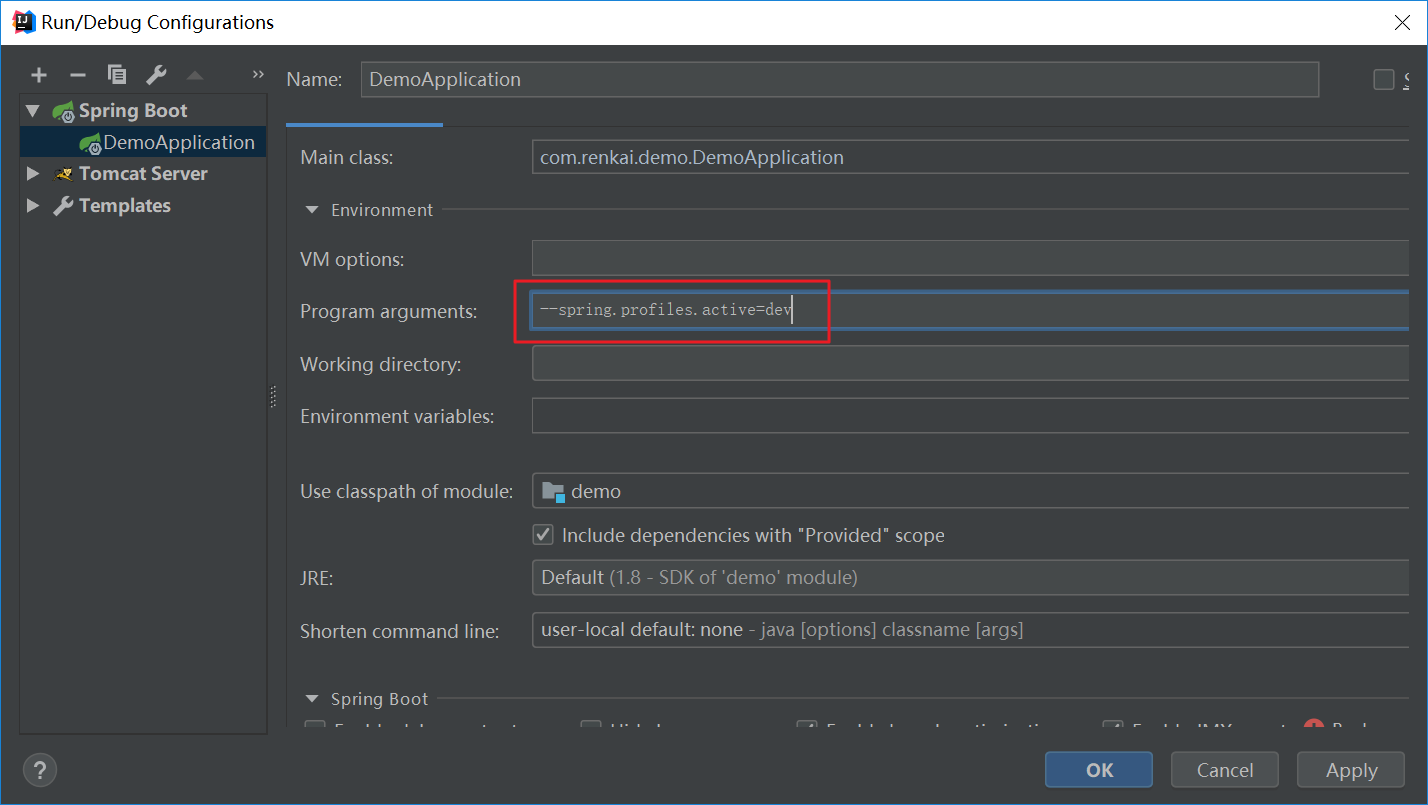 Run/Debug Configurations
Name:
DemoApplication
Spring Boot
DemoApplication
Tomcat Server
Templates
Main class:
com.renkai.demo.DemoApplication
Environment
VM options:
Program arguments:
--spring.profiles.active=dev
Working directory:
Environment variables:
Use classpath of module:
demo
Include dependencies with "Provided" scope
JRE:
Default (1.8 - SDK of 'demo' module)
Shorten command line:
user-local default: none - java [options] classname [args]
Spring Boot
?
OK
Cancel
Apply